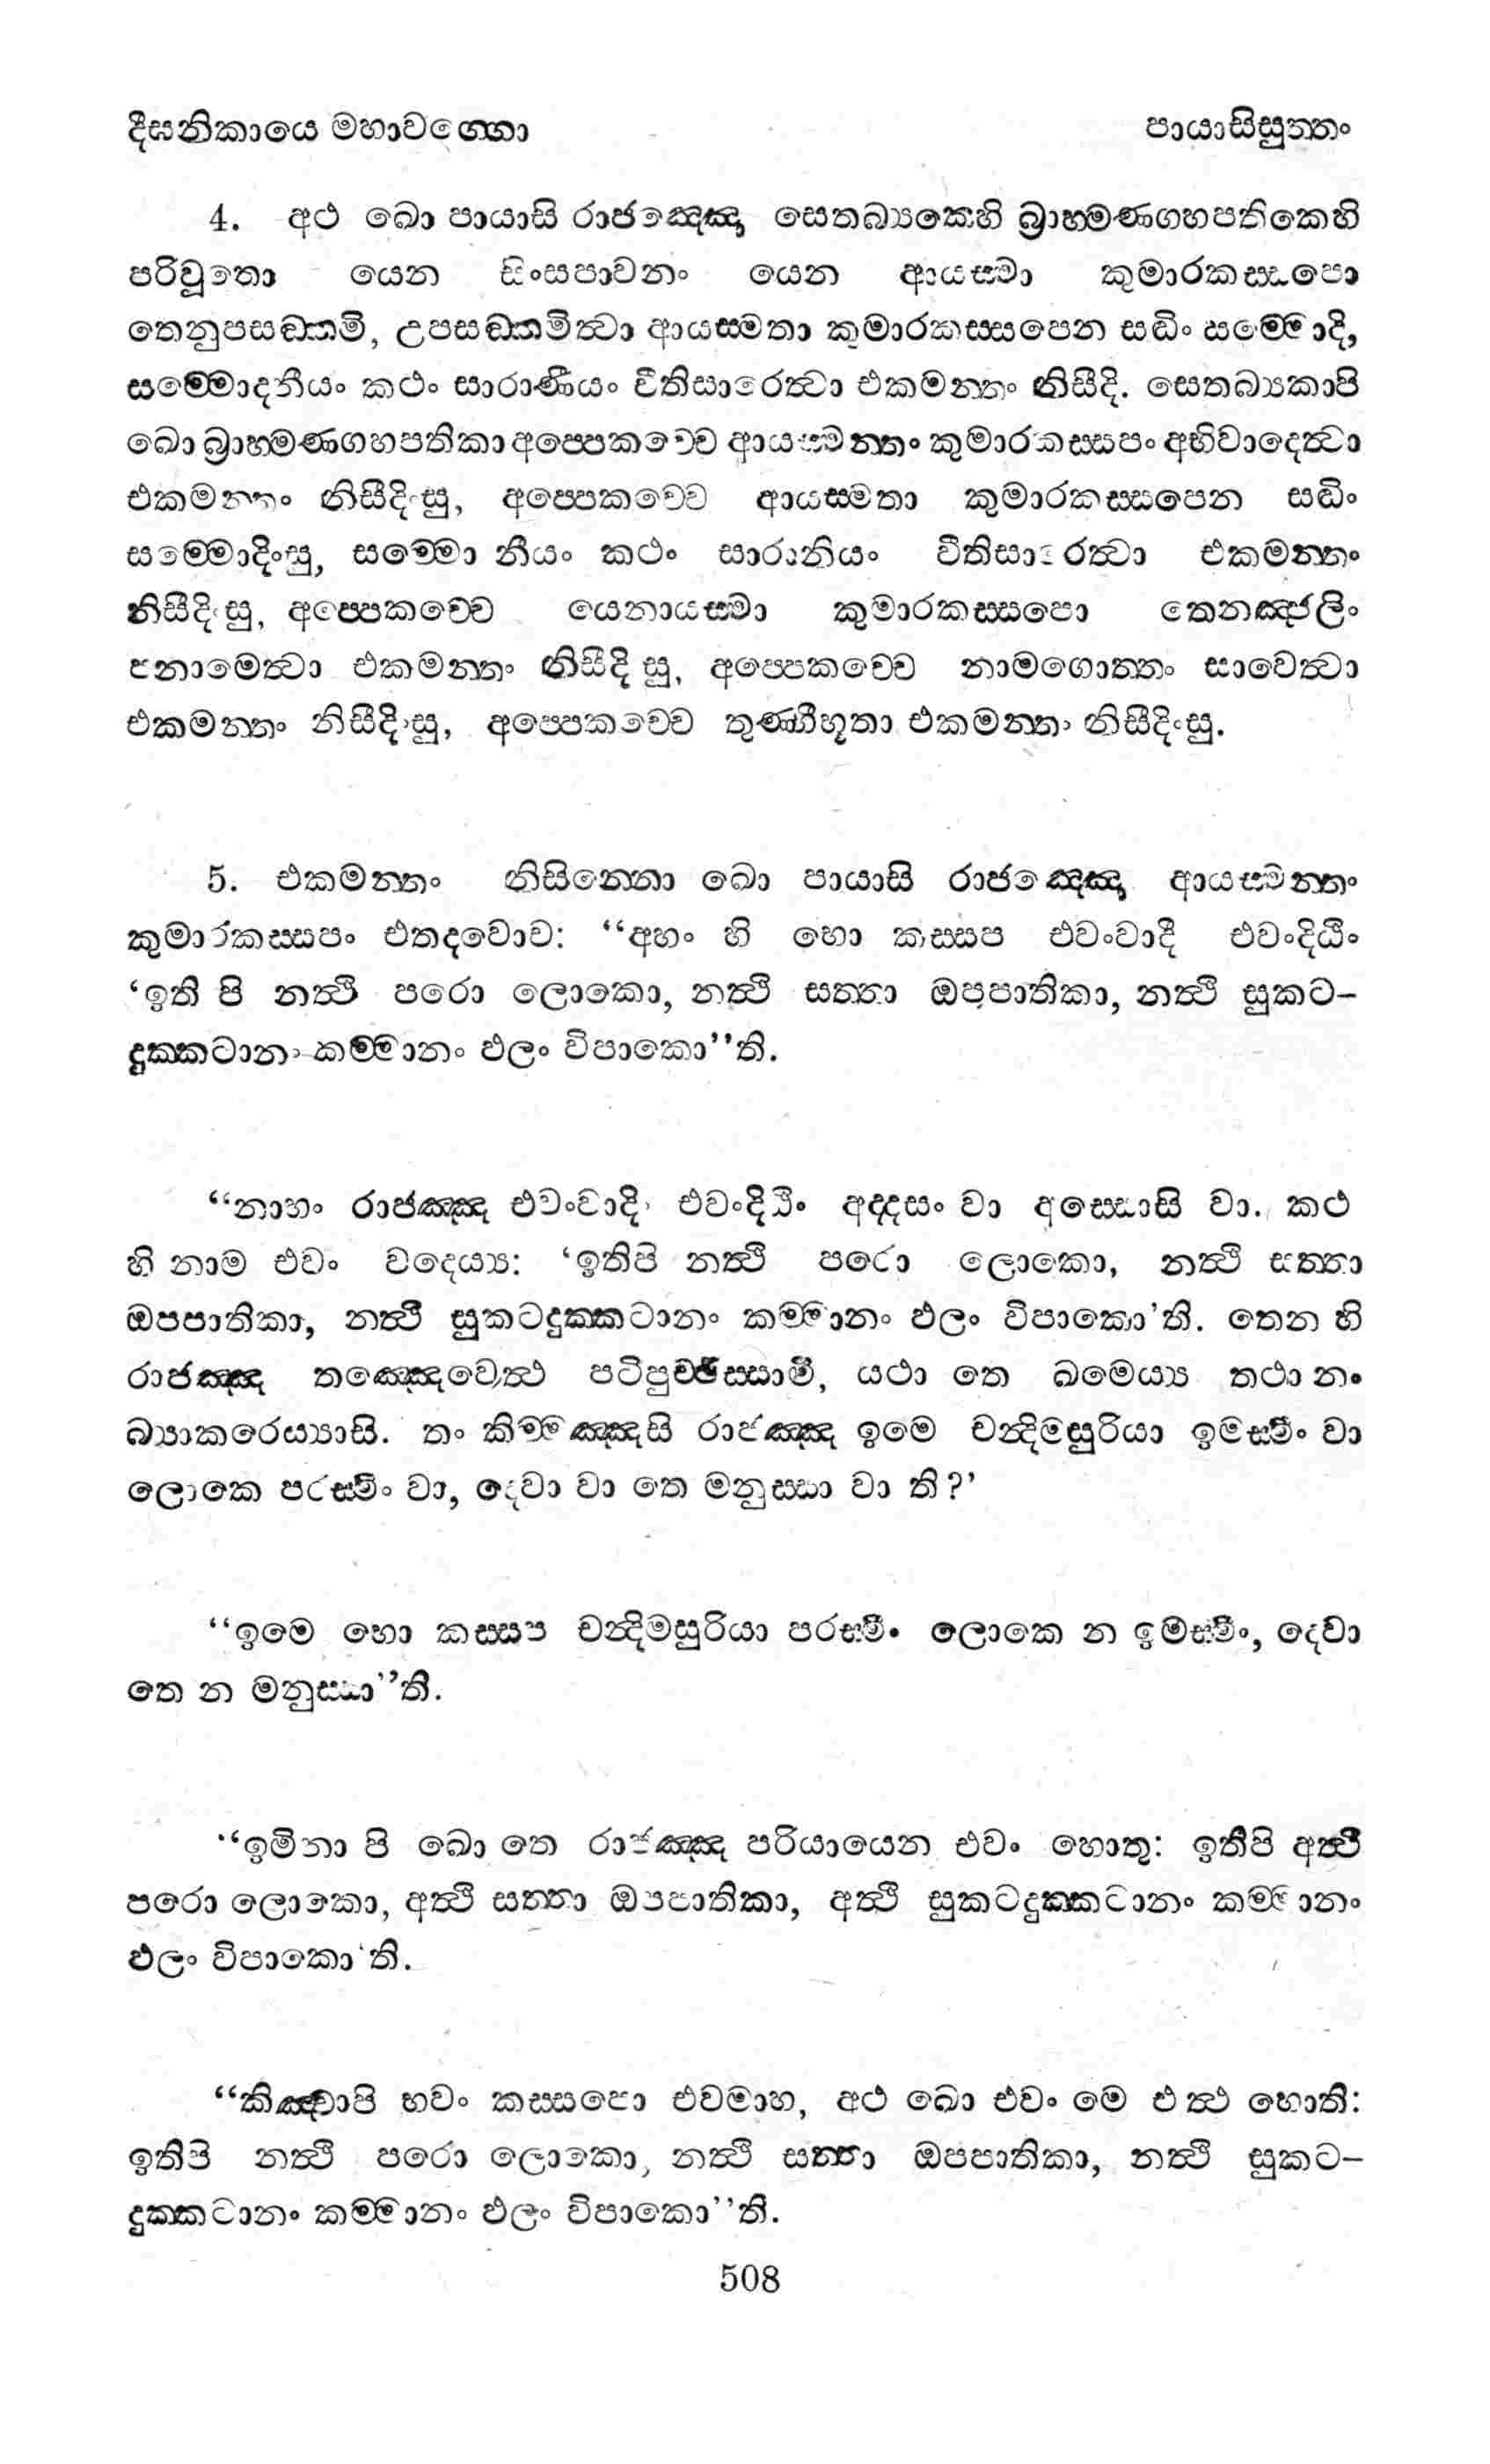 දීඝනිකායෙ මහාවග්ගො පායාසිසුත්තං
4. අථ ඛො පායාසි රාජඤ්ඤො සෙතබ්‍යකෙහි බ්‍රාහ්මණගහපතිකෙහි
පරිවුතො යෙන සිංසපාවනං යෙන ආයස්මා කුමාරකස්සපො
තෙනුපසඞ්කමි, උපසඞ්කමිත්වා ආයස්මතා කුමාරකස්සපෙන සද්ධිං සම්මොදි,
සම්මොදනීයං කථං සාරාණීයං වීතිසාරෙත්වා එකමන්තං නිසීදි. සෙතබ්‍යකාපි
ඛො බ්‍රාහ්මණගහපතිකා අප්පෙකච්චෙ ආයස්මන්තං කුමාරකස්සපං අභිවාදෙත්වා
එකමන්තං නිසීදිංසු, අප්පෙකච්චෙ ආයස්මතා කුමාරකස්සපෙන සද්ධිං
සම්මොදිංසු, සම්මො නීයං කථං සාරානියං වීතිසාරෙත්වා එකමන්තං
නිසීදිංසු, අප්පෙකච්චෙ යෙනායස්මා කුමාරකස්සපො තෙනඤ්ජලිං
පනාමෙත්වා එකමන්තං නිසීදිංසු, අප්පෙකච්චෙ නාමගොත්තං සාවෙත්වා
එකමන්තං නිසීදිංසු, අප්පෙකච්චෙ තුණ්හීභූතා එකමන්තං නිසීදිංසු.
5. එකමන්තං නිසින්නො ඛො පායාසි රාජඤ්ඤො ආයස්මන්තං
කුමාරකස්සපං එතදවොච: “අහං හි භො කස්සප එවංවාදී එවංදිට්ඨිං
‘ඉති පි නත්ථි පරො ලොකො, නත්ථි සත්තා ඔපපාතිකා, නත්ථි සුකට-
දුක්කටානං කම්මානං ඵලං විපාකො’’ති.
“නාහං රාජඤ්ඤ එවංවාදිං එවංදිට්ඨිං අද්දසං වා අස්සොසි වා. කථ
හි නාම එවං වදෙය්‍ය: ‘ඉතිපි නත්ථි පරො ලොකො, නත්ථි සත්තා
ඔපපාතිකා, නත්ථි සුකටදුක්කටානං කම්මානං ඵලං විපාකො’ති. තෙන හි
රාජඤ්ඤ තඤ්ඤෙවෙත්ථ පටිපුච්ඡිස්සාමි, යථා තෙ ඛමෙය්‍ය තථා නං
බ්‍යාකරෙය්‍යාසි. තං කිම්මඤ්ඤසි රාජඤ්ඤ ඉමෙ චන්දිමසුරියා ඉමස්මිං වා
ලොකෙ පරස්මිං වා, දෙවා වා තෙ මනුස්සා වා ති?’
“ඉමෙ භො කස්සප චන්දිමසුරියා පරස්මිං ලොකෙ න ඉමස්මිං, දෙවා
තෙ න මනුස්සා’’ති.
“ඉමිනා පි ඛො තෙ රාජඤ්ඤ පරියායෙන එවං හොතු: ඉතිපි අත්ථි
පරො ලොකො, අත්ථි සත්තා ඔපපාතිකා, අත්ථි සුකටදුක්කටානං කම්මානං
ඵලං විපාකො’ති.
“කිඤ්චාපි භවං කස්සපො එවමාහ, අථ ඛො එවං මෙ එත්ථ හොති:
ඉතිපි නත්ථි පරො ලොකො, නත්ථි සත්තා ඔපපාතිකා, නත්ථි සුකට-
දුක්කටානං කම්මානං ඵලං විපාකො’’ති.
508